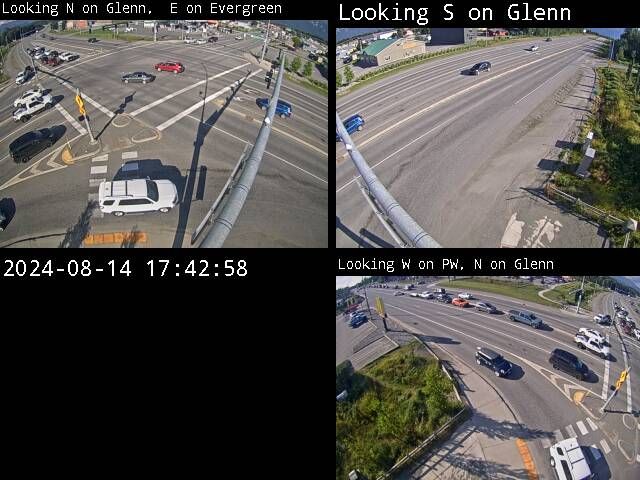 Looking N on Glenn,  E on Evergreen
Looking S on Glenn
2024-08-14 17:42:58
Looking W on PW, N on Glenn